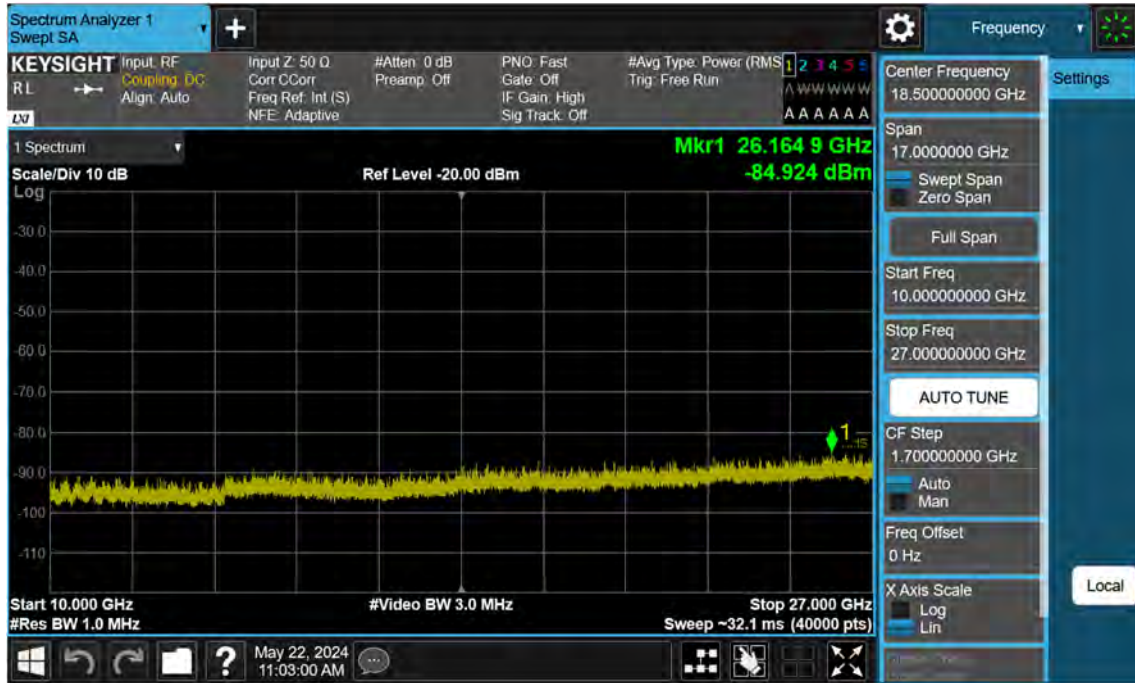 Spectrum Analyzer 1
Swept SA
Frequency
KEYSIGHT
RL
LXI
Input: RF
Coupling: DC
Align: Auto
Input Z: 50 Ω
Corr CCorr
Freq Ref: Int (S)
NFE: Adaptive
#Atten: 0 dB
Preamp: Off
PNO: Fast
Gate: Off
IF Gain: High
Sig Track: Off
#Avg Type: Power (RMS
Trig: Free Run
1 2 3 4 5 6
A W W W W W
A A A A A A
1 Spectrum
Scale/Div 10 dB
Ref Level -20.00 dBm
Mkr1 26.164 9 GHz
-84.924 dBm
Log
-30.0
-40.0
-50.0
-60.0
-70.0
-80.0
-90.0
-100
-110
1
Start 10.000 GHz
#Video BW 3.0 MHz
Stop 27.000 GHz
#Res BW 1.0 MHz
Sweep ~32.1 ms (40000 pts)
?
May 22, 2024
11:03:00 AM
Center Frequency
18.500000000 GHz
Span
17.0000000 GHz
Swept Span
Zero Span
Full Span
Start Freq
10.000000000 GHz
Stop Freq
27.000000000 GHz
AUTO TUNE
CF Step
1.700000000 GHz
Auto
Man
Freq Offset
0 Hz
X Axis Scale
Log
Lin
Settings
Local